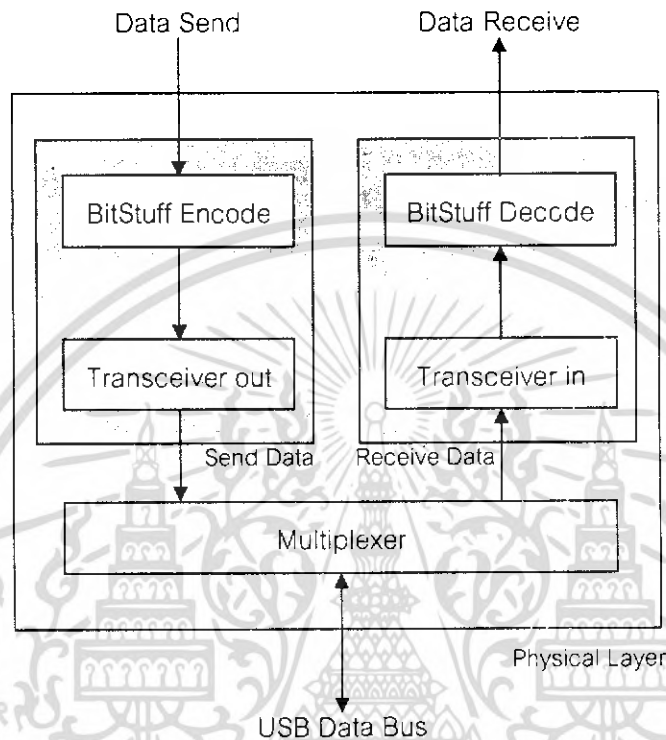 Data Send
Data Receive
BitStuff Encode
BitStuff Decode
Transceiver out
Transceiver in
Send Data
Receive Data
Multiplexer
Physical Layer
USB Data Bus